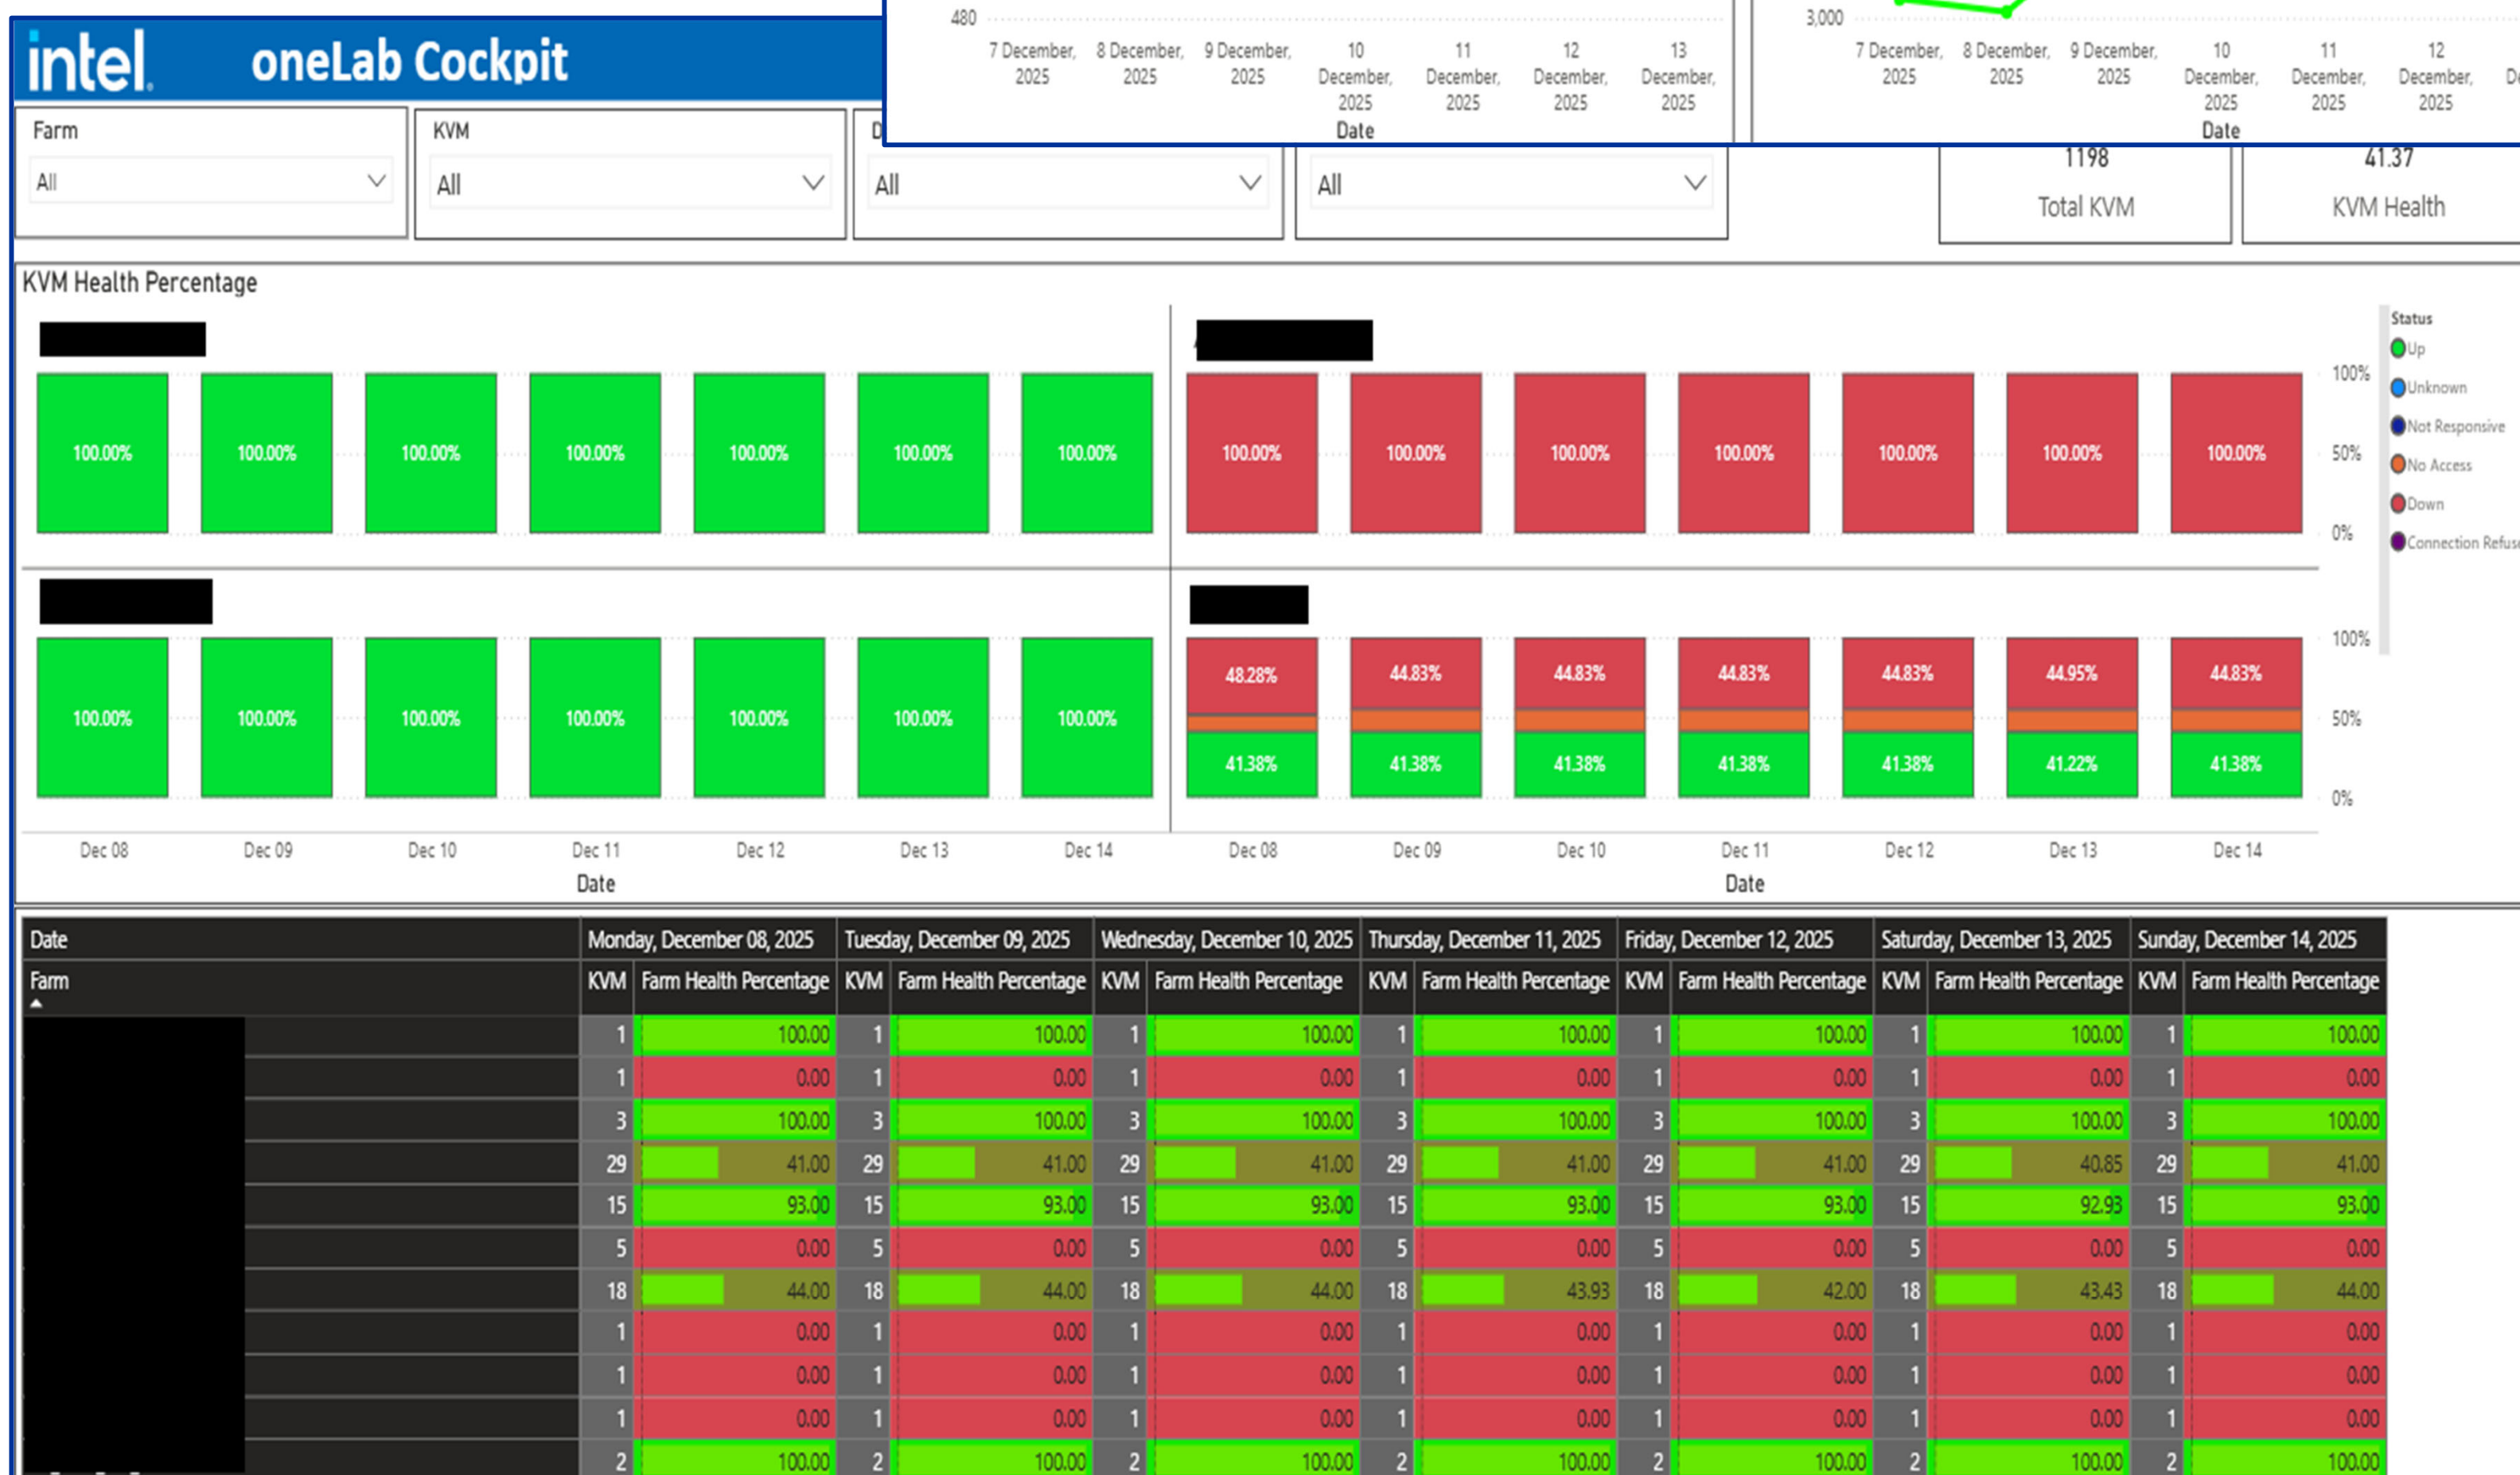 480
7 December, 8 December, 9 December, 10 11 12 13
2025 2025 2025 December, December, December, December,
2025 2025 2025 2025
Date
3,000
7 December, 8 December, 9 December, 10 11 12
2025 2025 2025 December, December, December,
2025 2025 2025
Date
intel. oneLab Cockpit
Farm
All
KVM
All
All
All
1198
Total KVM
41.37
KVM Health
KVM Health Percentage
100.00% 100.00% 100.00% 100.00% 100.00% 100.00% 100.00%
100.00% 100.00% 100.00% 100.00% 100.00% 100.00% 100.00%
100%
50%
0%
Status
Up
Unknown
Not Responsive
No Access
Down
Connection
100.00% 100.00% 100.00% 100.00% 100.00% 100.00% 100.00%
48.28% 44.83% 44.83% 44.83% 44.83% 44.95% 44.83%
41.38% 41.38% 41.38% 41.38% 41.38% 41.22% 41.38%
100%
50%
0%
Dec 08 Dec 09 Dec 10 Dec 11 Dec 12 Dec 13 Dec 14
Date
Dec 08 Dec 09 Dec 10 Dec 11 Dec 12 Dec 13 Dec 14
Date
Date Monday, December 08, 2025 Tuesday, December 09, 2025 Wednesday, December 10, 2025 Thursday, December 11, 2025 Friday, December 12, 2025 Saturday, December 13, 2025 Sunday, December 14, 2025
Farm KVM Farm Health Percentage KVM Farm Health Percentage KVM Farm Health Percentage KVM Farm Health Percentage KVM Farm Health Percentage KVM Farm Health Percentage KVM Farm Health Percentage
1 100.00 1 100.00 1 100.00 1 100.00 1 100.00 1 100.00 1 100.00
1 0.00 1 0.00 1 0.00 1 0.00 1 0.00 1 0.00 1 0.00
3 100.00 3 100.00 3 100.00 3 100.00 3 100.00 3 100.00 3 100.00
29 41.00 29 41.00 29 41.00 29 41.00 29 41.00 29 40.85 29 41.00
15 93.00 15 93.00 15 93.00 15 93.00 15 93.00 15 92.93 15 93.00
5 0.00 5 0.00 5 0.00 5 0.00 5 0.00 5 0.00 5 0.00
18 44.00 18 44.00 18 44.00 18 43.93 18 42.00 18 43.43 18 44.00
1 0.00 1 0.00 1 0.00 1 0.00 1 0.00 1 0.00 1 0.00
1 0.00 1 0.00 1 0.00 1 0.00 1 0.00 1 0.00 1 0.00
1 0.00 1 0.00 1 0.00 1 0.00 1 0.00 1 0.00 1 0.00
2 100.00 2 100.00 2 100.00 2 100.00 2 100.00 2 100.00 2 100.00